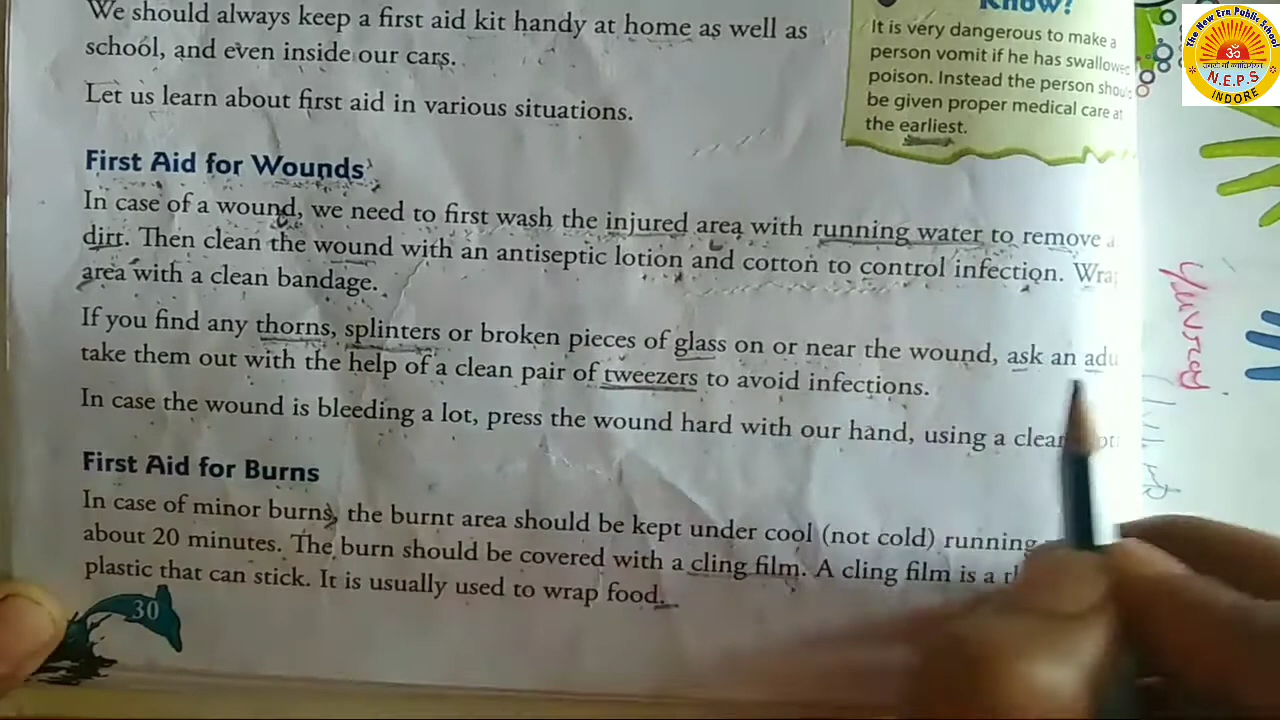 We should always keep a first aid kit handy at home as well as
school, and even inside our cars.
Let us learn about first aid in various situations.
Know?
It is very dangerous to make a
person vomit if he has swallowed
poison. Instead the person
be given proper medical care at
the earliest.
The New Era Public School
ॐ
N.E.P.S
INDORE
First Aid for Wounds
In case of a wound, we need to first wash the injured area with running water to remove
dirt. Then clean the wound with an antiseptic lotion and cotton to control infection.
area with a clean bandage.
If you find any thorns, splinters or broken pieces of glass on or near the wound, ask an
take them out with the help of a clean pair of tweezers to avoid infections.
In case the wound is bleeding a lot, press the wound hard with our hand, using a clean
First Aid for Burns
In case of minor burns, the burnt area should be kept under cool (not cold) running
about 20 minutes. The burn should be covered with a cling film. A cling film is a
plastic that can stick. It is usually used to wrap food.
30